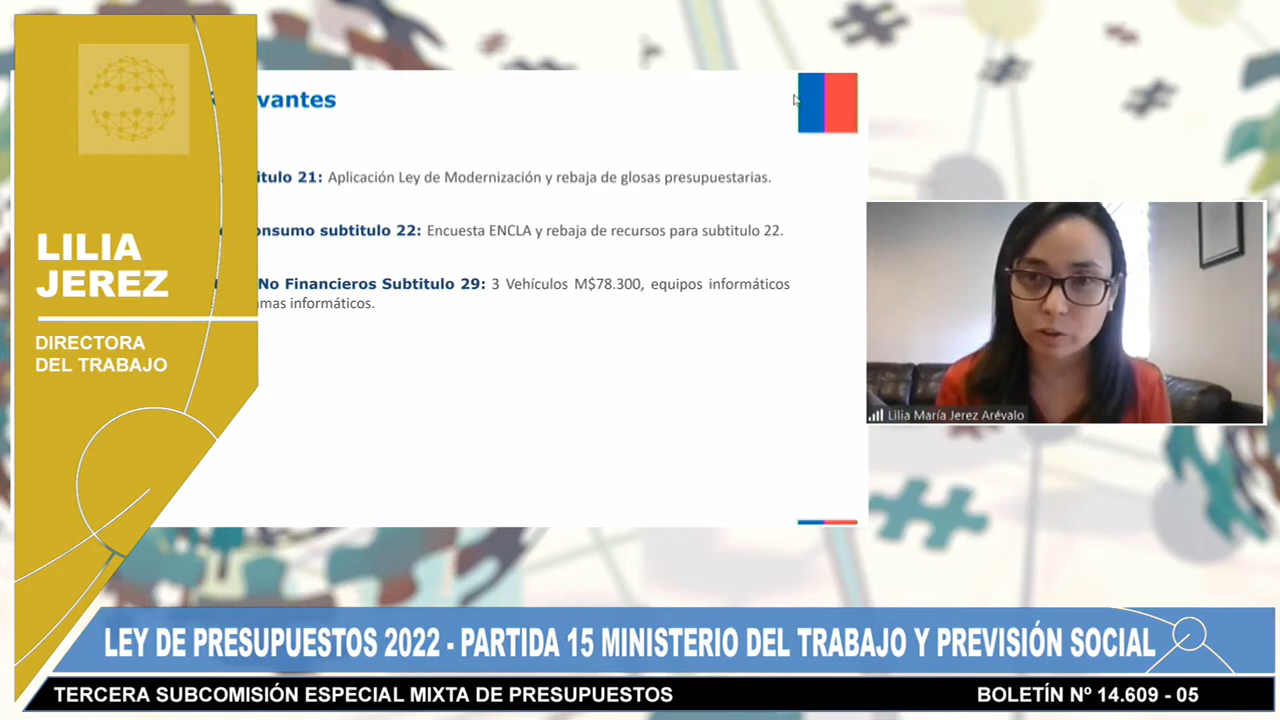 vantes
itulo 21: Aplicación Ley de Modernización y rebaja de glosas presupuestarias.
onsumo subtitulo 22: Encuesta ENCLA y rebaja de recursos para subtitulo 22.
No Financieros Subtitulo 29: 3 Vehículos M$78.300, equipos informáticos
amas informáticos.
LILIA
JEREZ
DIRECTORA
DEL TRABAJO
Lilia María Jerez Arévalo
LEY DE PRESUPUESTOS 2022 - PARTIDA 15 MINISTERIO DEL TRABAJO Y PREVISIÓN SOCIAL
TERCERA SUBCOMISIÓN ESPECIAL MIXTA DE PRESUPUESTOS
BOLETÍN Nº 14.609 - 05